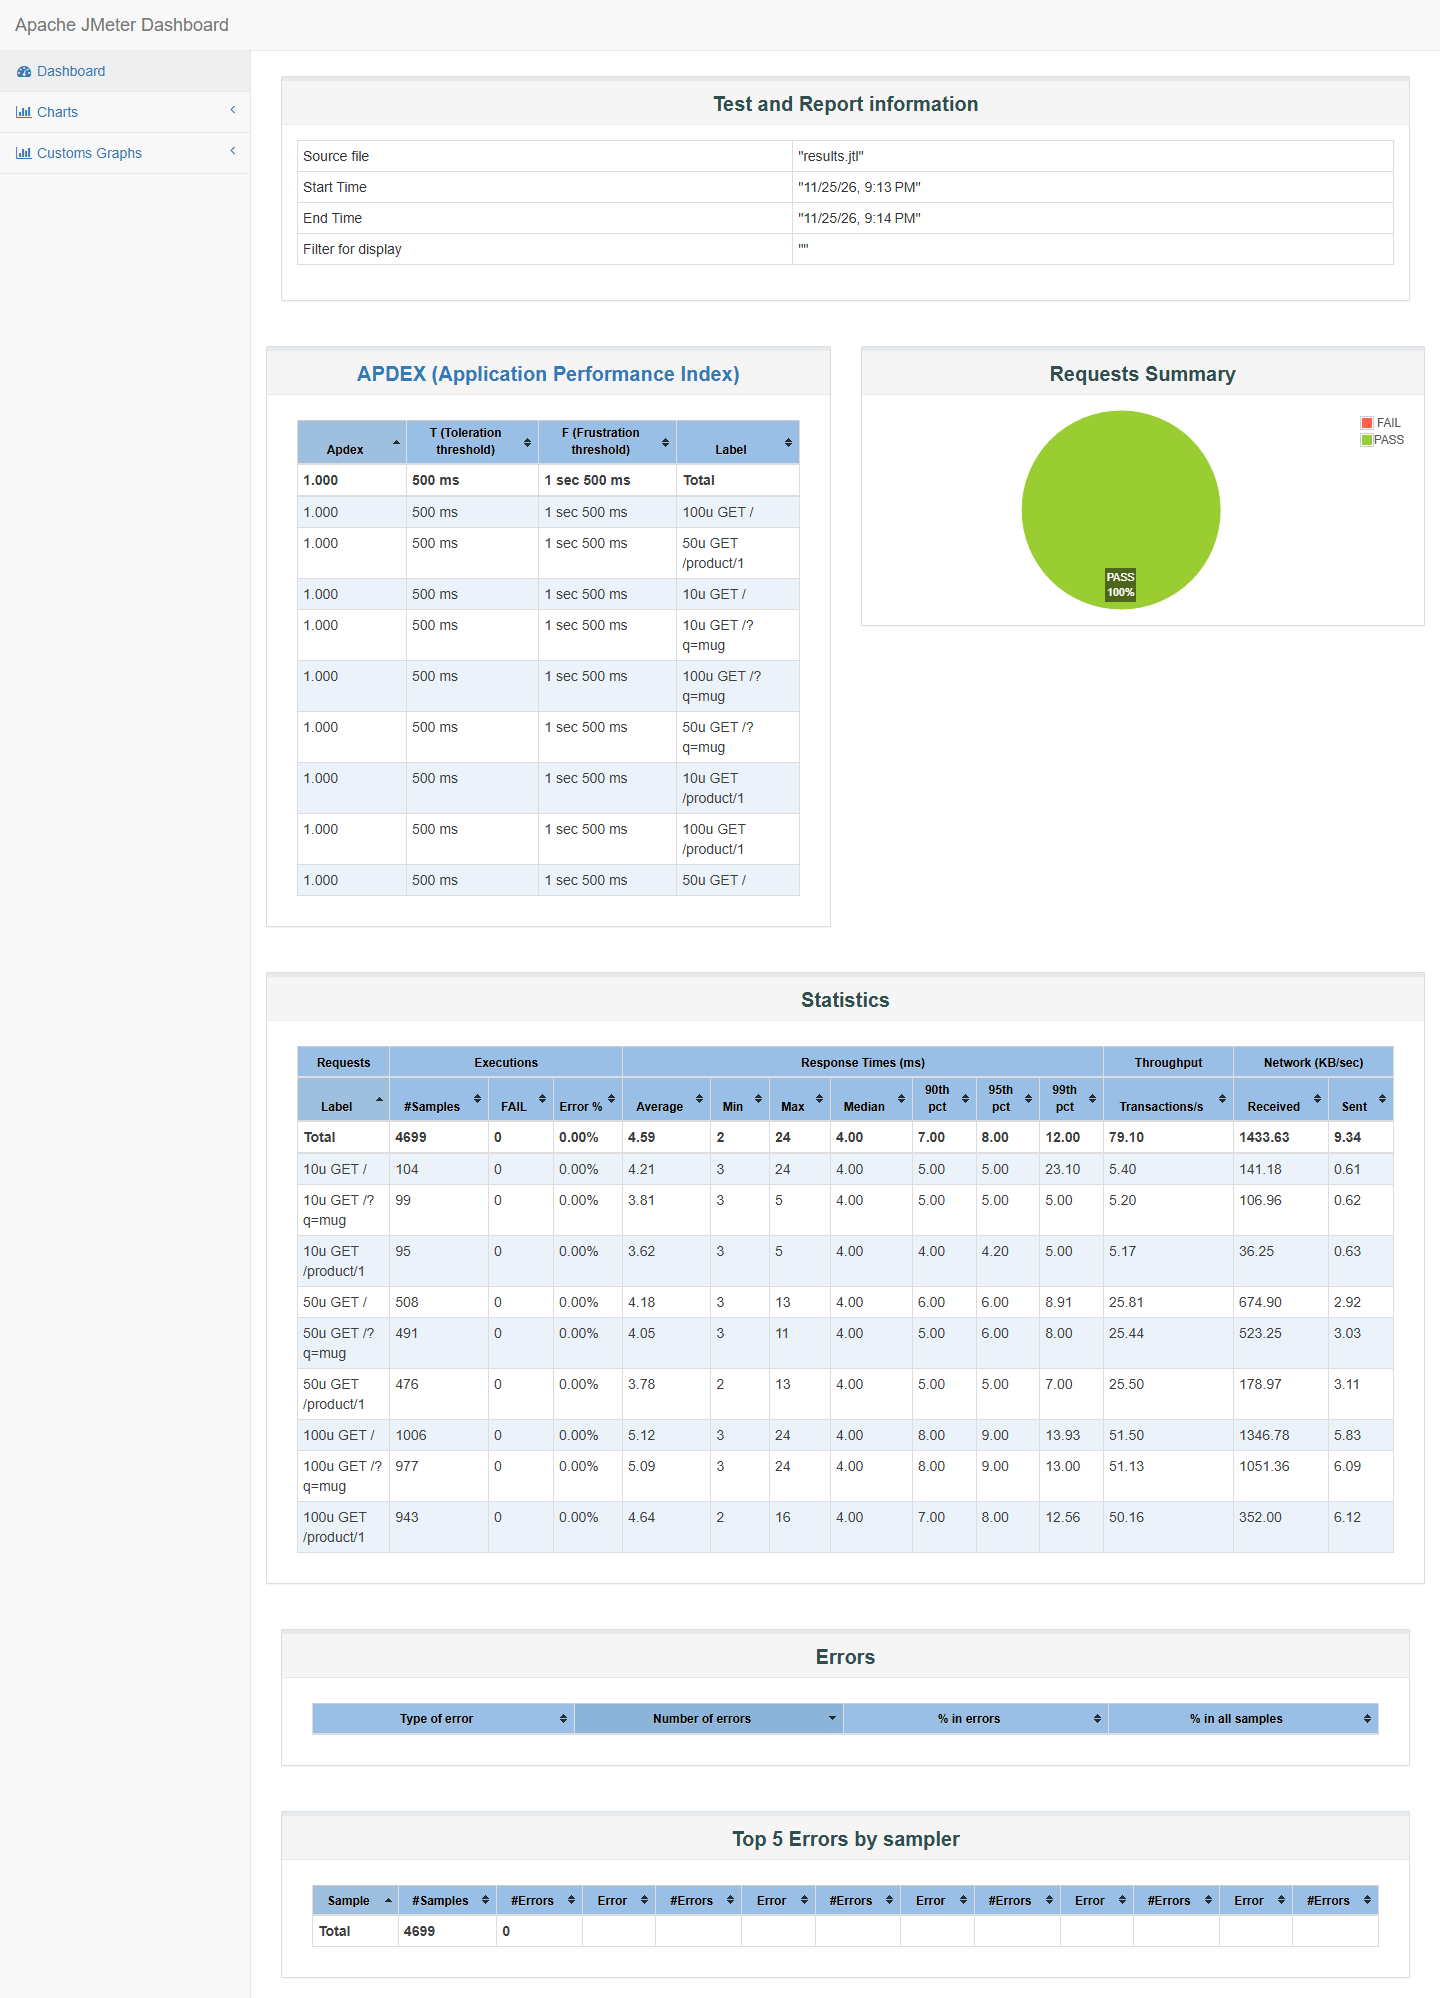 Apache JMeter Dashboard
Dashboard
Charts
Customs Graphs
Test and Report information
Source file "results.jtl"
Start Time "11/25/26, 9:13 PM"
End Time "11/25/26, 9:14 PM"
Filter for display ""
APDEX (Application Performance Index)
Apdex T (Toleration threshold) F (Frustration threshold) Label
1.000 500 ms 1 sec 500 ms Total
1.000 500 ms 1 sec 500 ms 100u GET /
1.000 500 ms 1 sec 500 ms 50u GET
/product/1
1.000 500 ms 1 sec 500 ms 10u GET /
1.000 500 ms 1 sec 500 ms 10u GET /?
q=mug
1.000 500 ms 1 sec 500 ms 100u GET /?
q=mug
1.000 500 ms 1 sec 500 ms 50u GET /?
q=mug
1.000 500 ms 1 sec 500 ms 10u GET
/product/1
1.000 500 ms 1 sec 500 ms 100u GET
/product/1
1.000 500 ms 1 sec 500 ms 50u GET /
Requests Summary
FAIL
PASS
PASS
100%
Statistics
Requests Executions Response Times (ms) Throughput Network (KB/sec)
Label #Samples FAIL Error % Average Min Max Median 90th pct 95th pct 99th pct Transactions/s Received Sent
Total 4699 0 0.00% 4.59 2 24 4.00 7.00 8.00 12.00 79.10 1433.63 9.34
10u GET / 104 0 0.00% 4.21 3 24 4.00 5.00 5.00 23.10 5.40 141.18 0.61
10u GET /? 99 0 0.00% 3.81 3 5 4.00 5.00 5.00 5.00 5.20 106.96 0.62
q=mug
10u GET 95 0 0.00% 3.62 3 5 4.00 4.00 4.20 5.00 5.17 36.25 0.63
/product/1
50u GET / 508 0 0.00% 4.18 3 13 4.00 6.00 6.00 8.91 25.81 674.90 2.92
50u GET /? 491 0 0.00% 4.05 3 11 4.00 5.00 6.00 8.00 25.44 523.25 3.03
q=mug
50u GET 476 0 0.00% 3.78 2 13 4.00 5.00 5.00 7.00 25.50 178.97 3.11
/product/1
100u GET / 1006 0 0.00% 5.12 3 24 4.00 8.00 9.00 13.93 51.50 1346.78 5.83
100u GET /? 977 0 0.00% 5.09 3 24 4.00 8.00 9.00 13.00 51.13 1051.36 6.09
q=mug
100u GET 943 0 0.00% 4.64 2 16 4.00 7.00 8.00 12.56 50.16 352.00 6.12
/product/1
Errors
Type of error Number of errors % in errors % in all samples
Top 5 Errors by sampler
Sample #Samples #Errors Error #Errors Error #Errors Error #Errors Error #Errors Error #Errors
Total 4699 0